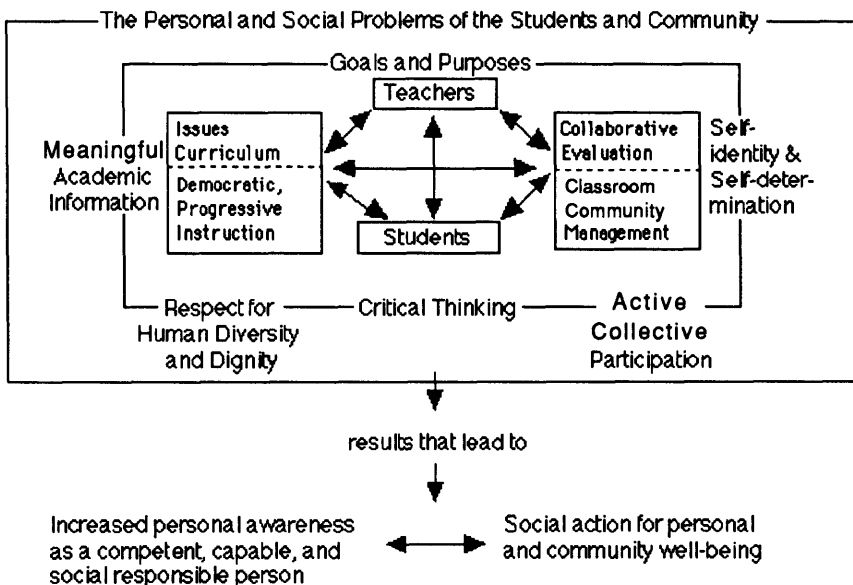 The Personal and Social Problems of the Students and Community
Goals and Purposes
Teachers
Issues
Curriculum
Democratic,
Progressive
Instruction
Collaborative
Evaluation
Classroom
Community
Management
Meaningful
Academic
Information
Self-
identity &
Self-deter-
mination
Students
Respect for
Human Diversity
and Dignity
Critical Thinking
Active
Collective
Participation
results that lead to
Increased personal awareness
as a competent, capable, and
social responsible person
Social action for personal
and community well-being